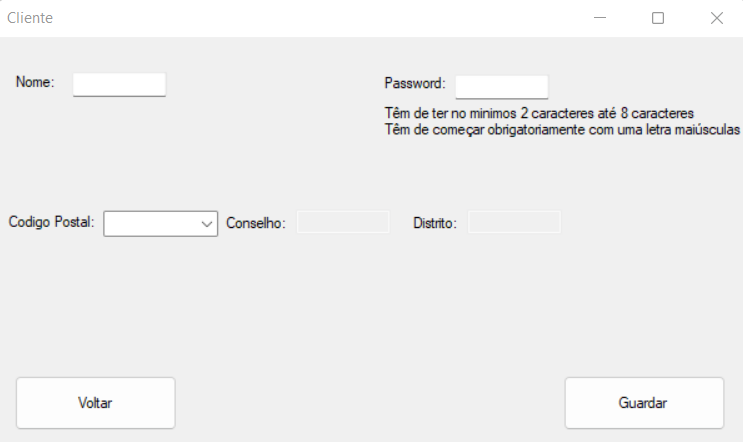 Cliente
Nome:
Password:
Têm de ter no minimos 2 caracteres até 8 caracteres
Têm de começar obrigatoriamente com uma letra maiúsculas
Codigo Postal:
Conselho:
Distrito:
Voltar
Guardar